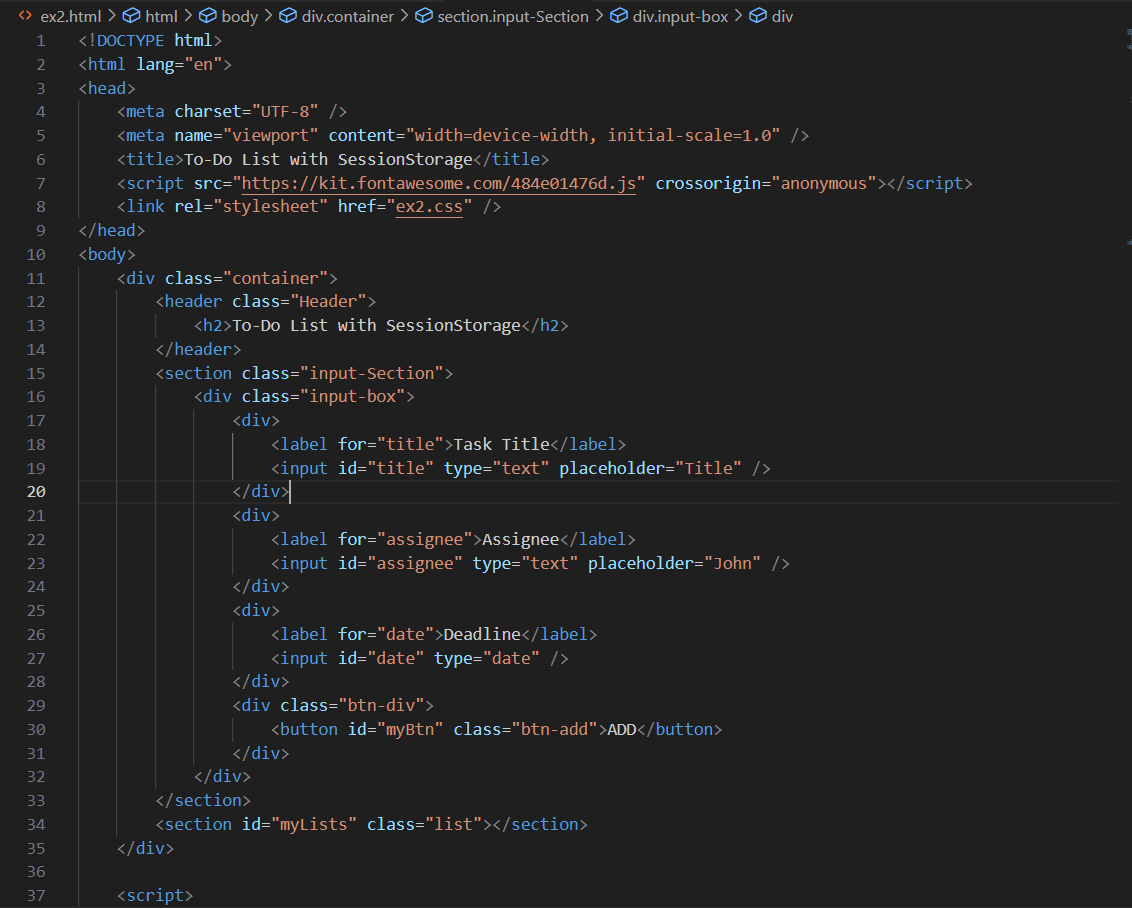 ex2.html > html > body > div.container > section.input-Section > div.input-box > div
1 <!DOCTYPE html>
2 <html lang="en">
3 <head>
4 <meta charset="UTF-8" />
5 <meta name="viewport" content="width=device-width, initial-scale=1.0" />
6 <title>To-Do List with SessionStorage</title>
7 <script src="https://kit.fontawesome.com/484e01476d.js" crossorigin="anonymous"></script>
8 <link rel="stylesheet" href="ex2.css" />
9 </head>
10 <body>
11 <div class="container">
12 <header class="Header">
13 <h2>To-Do List with SessionStorage</h2>
14 </header>
15 <section class="input-Section">
16 <div class="input-box">
17 <div>
18 <label for="title">Task Title</label>
19 <input id="title" type="text" placeholder="Title" />
20 </div>
21 <div>
22 <label for="assignee">Assignee</label>
23 <input id="assignee" type="text" placeholder="John" />
24 </div>
25 <div>
26 <label for="date">Deadline</label>
27 <input id="date" type="date" />
28 </div>
29 <div class="btn-div">
30 <button id="myBtn" class="btn-add">ADD</button>
31 </div>
32 </div>
33 </section>
34 <section id="myLists" class="list"></section>
35 </div>
36
37 <script>